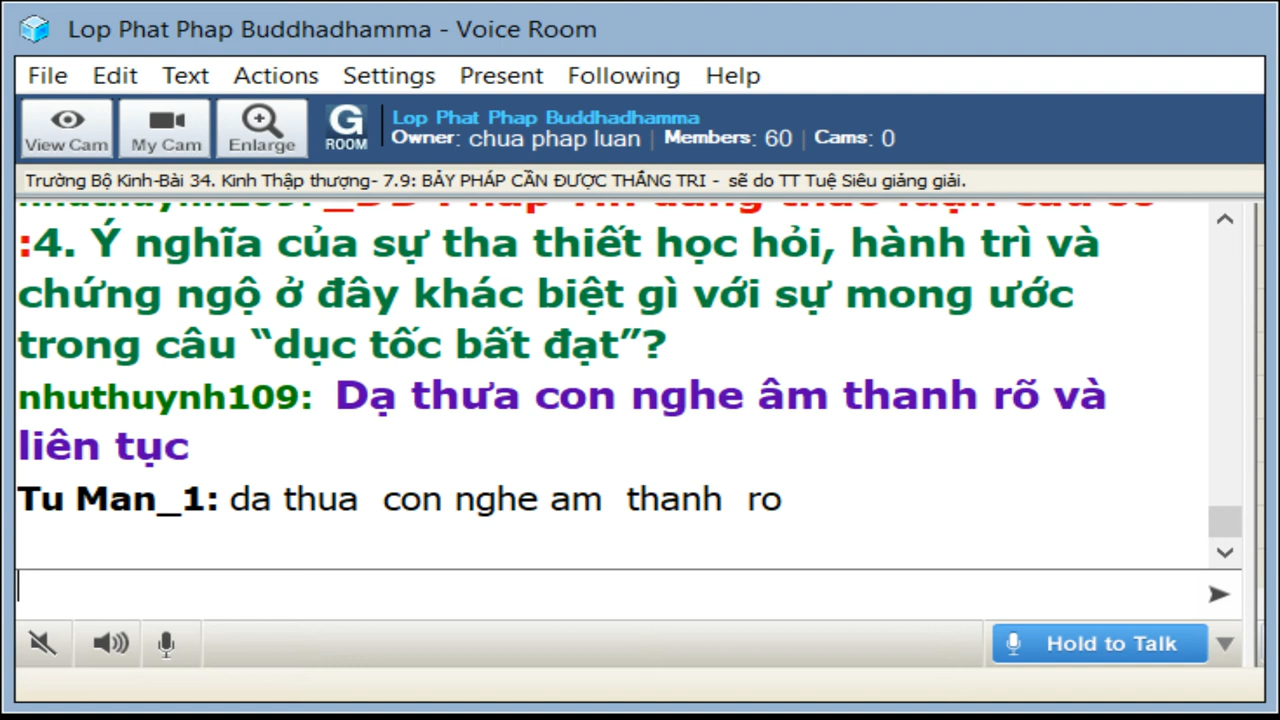 Lop Phat Phap Buddhadhamma - Voice Room
File Edit Text Actions Settings Present Following Help
View Cam My Cam Enlarge G ROOM
Lop Phat Phap Buddhadhamma
Owner: chua phap luan | Members: 60 | Cams: 0
Trường Bộ Kinh-Bài 34. Kinh Thập thượng- 7.9: BẢY PHÁP CẦN ĐƯỢC THẮNG TRI - sẽ do TT Tuệ Siêu giảng giải.
:4. Ý nghĩa của sự tha thiết học hỏi, hành trì và
chứng ngộ ở đây khác biệt gì với sự mong ước
trong câu “dục tốc bất đạt”?
nhuthuynh109: Dạ thưa con nghe âm thanh rõ và
liên tục
Tu Man_1: da thua con nghe am thanh ro
Hold to Talk